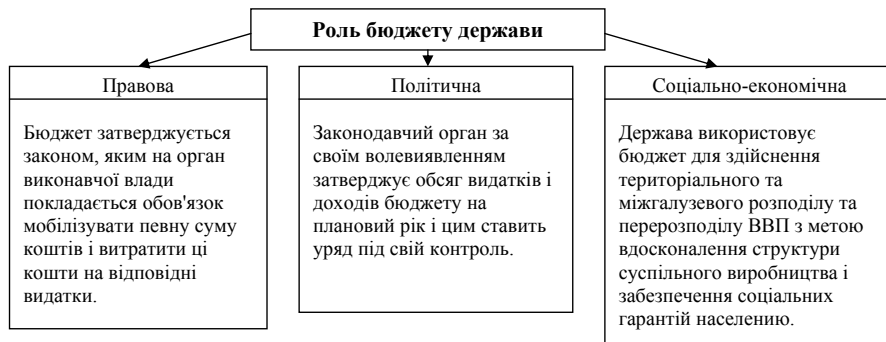 Роль бюджету держави
Правова
Бюджет затверджується
законом, яким на орган
виконавчої влади
покладається обов'язок
мобілізувати певну суму
коштів і витратити ці
кошти на відповідні
видатки.
Політична
Законодавчий орган за
своїм волевиявленням
затверджує обсяг видатків і
доходів бюджету на
плановий рік і цим ставить
уряд під свій контроль.
Соціально-економічна
Держава використовує
бюджет для здійснення
територіального та
міжгалузевого розподілу та
перерозподілу ВВП з метою
вдосконалення структури
суспільного виробництва і
забезпечення соціальних
гарантій населенню.